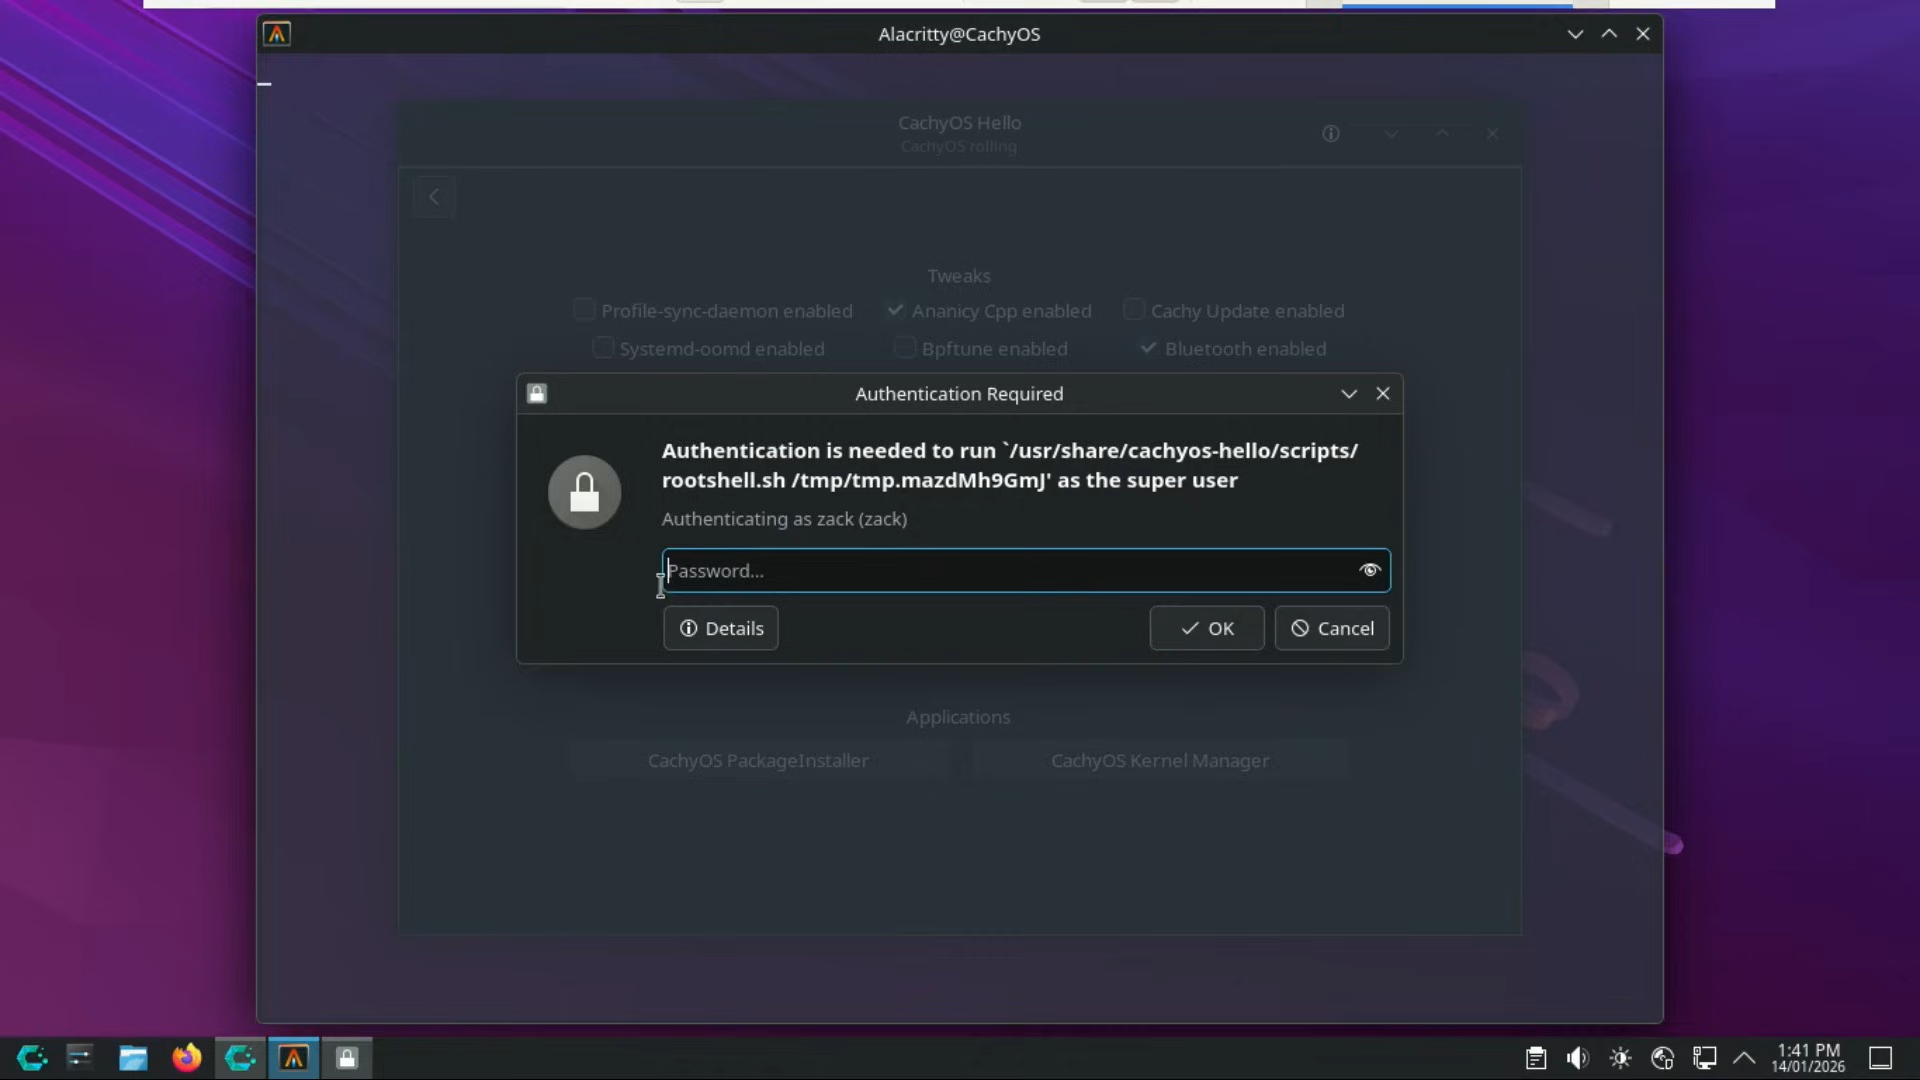 Alacritty@CachyOS
CachyOS Hello
CachyOS rolling
Tweaks
Profile-sync-daemon enabled
Ananicy Cpp enabled
Cachy Update enabled
Systemd-oomd enabled
Bpftune enabled
Bluetooth enabled
Authentication Required
Authentication is needed to run `/usr/share/cachyos-hello/scripts/
rootshell.sh /tmp/tmp.mazdMh9GmJ' as the super user
Authenticating as zack (zack)
Password...
Details
OK
Cancel
Applications
CachyOS PackageInstaller
CachyOS Kernel Manager
1:41 PM
14/01/2026